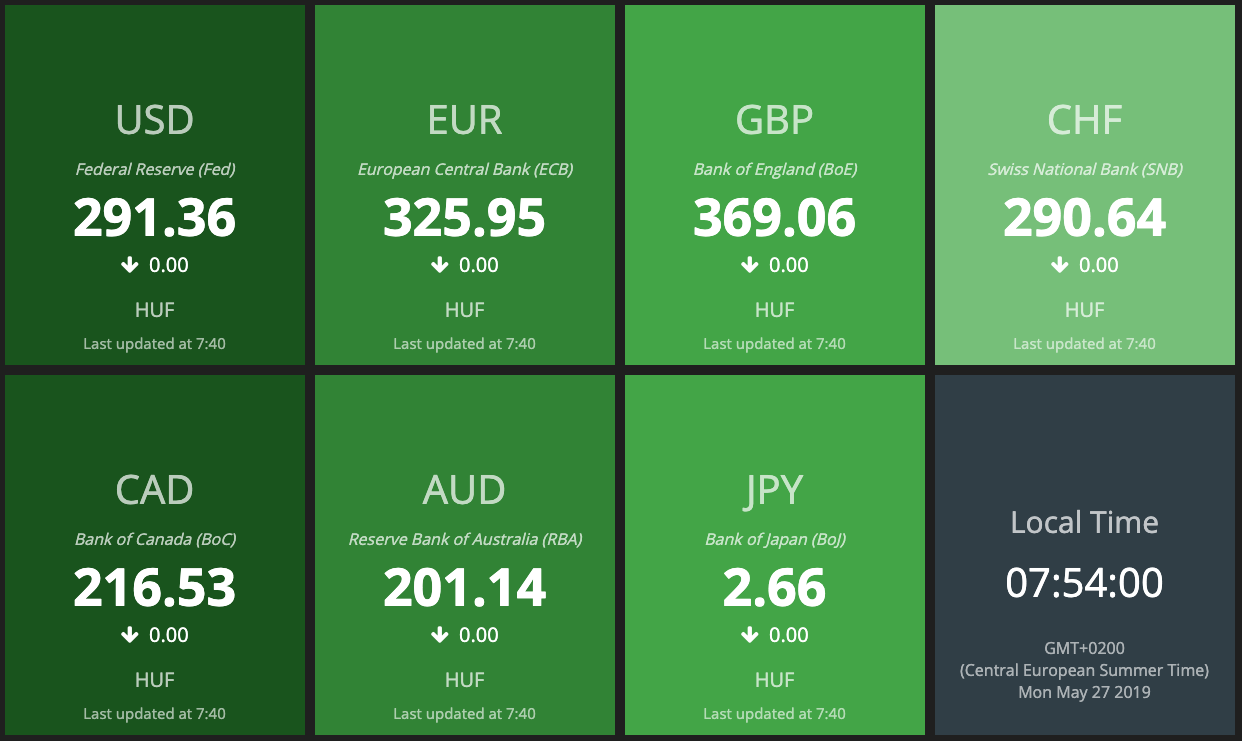 USD
Federal Reserve (Fed)
291.36
0.00
HUF
Last updated at 7:40
EUR
European Central Bank (ECB)
325.95
0.00
HUF
Last updated at 7:40
GBP
Bank of England (BoE)
369.06
0.00
HUF
Last updated at 7:40
CHF
Swiss National Bank (SNB)
290.64
0.00
HUF
Last updated at 7:40
CAD
Bank of Canada (BoC)
216.53
0.00
HUF
Last updated at 7:40
AUD
Reserve Bank of Australia (RBA)
201.14
0.00
HUF
Last updated at 7:40
JPY
Bank of Japan (BoJ)
2.66
0.00
HUF
Last updated at 7:40
Local Time
07:54:00
GMT+0200
(Central European Summer Time)
Mon May 27 2019